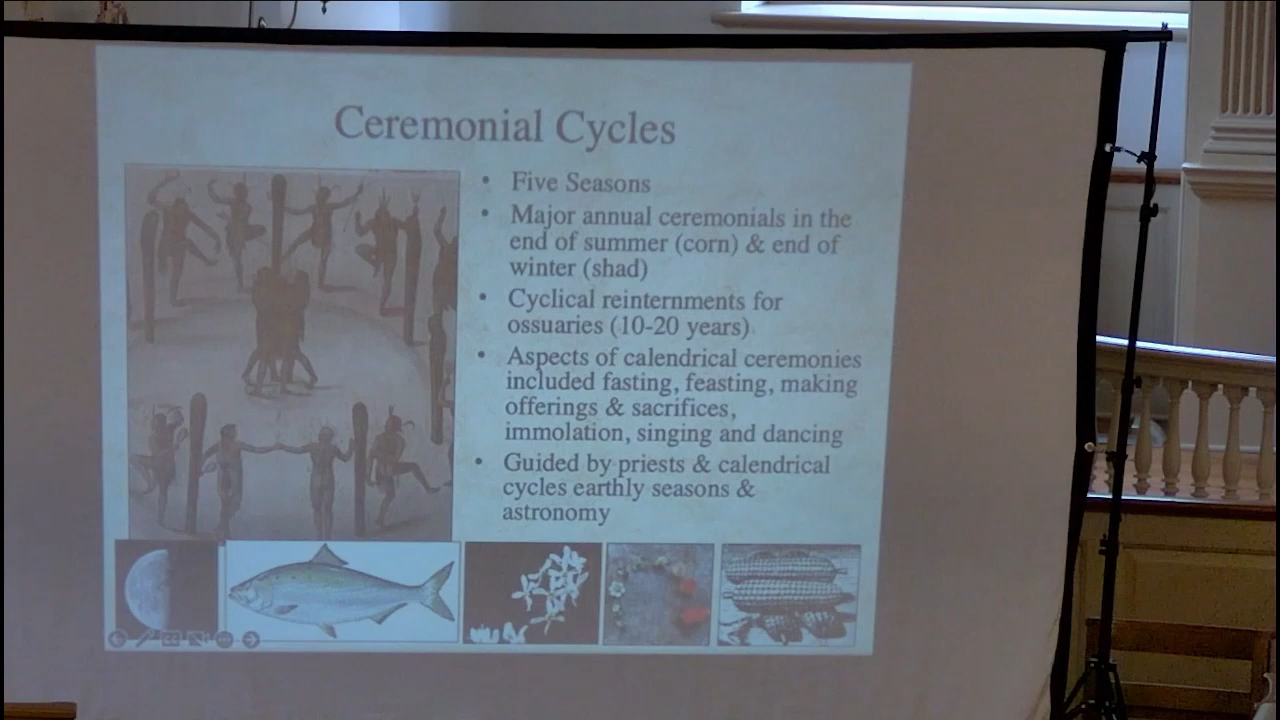 Ceremonial Cycles
• Five Seasons
• Major annual ceremonials in the
end of summer (corn) & end of
winter (shad)
• Cyclical reinternments for
ossuaries (10-20 years)
• Aspects of calendrical ceremonies
included fasting, feasting, making
offerings & sacrifices,
immolation, singing and dancing
• Guided by priests & calendrical
cycles earthly seasons &
astronomy